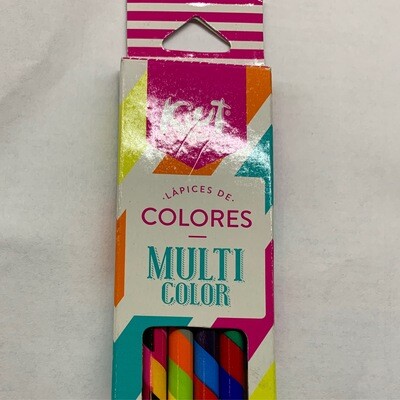 ·LÁPICES DE·
COLORES
MULTI
COLOR